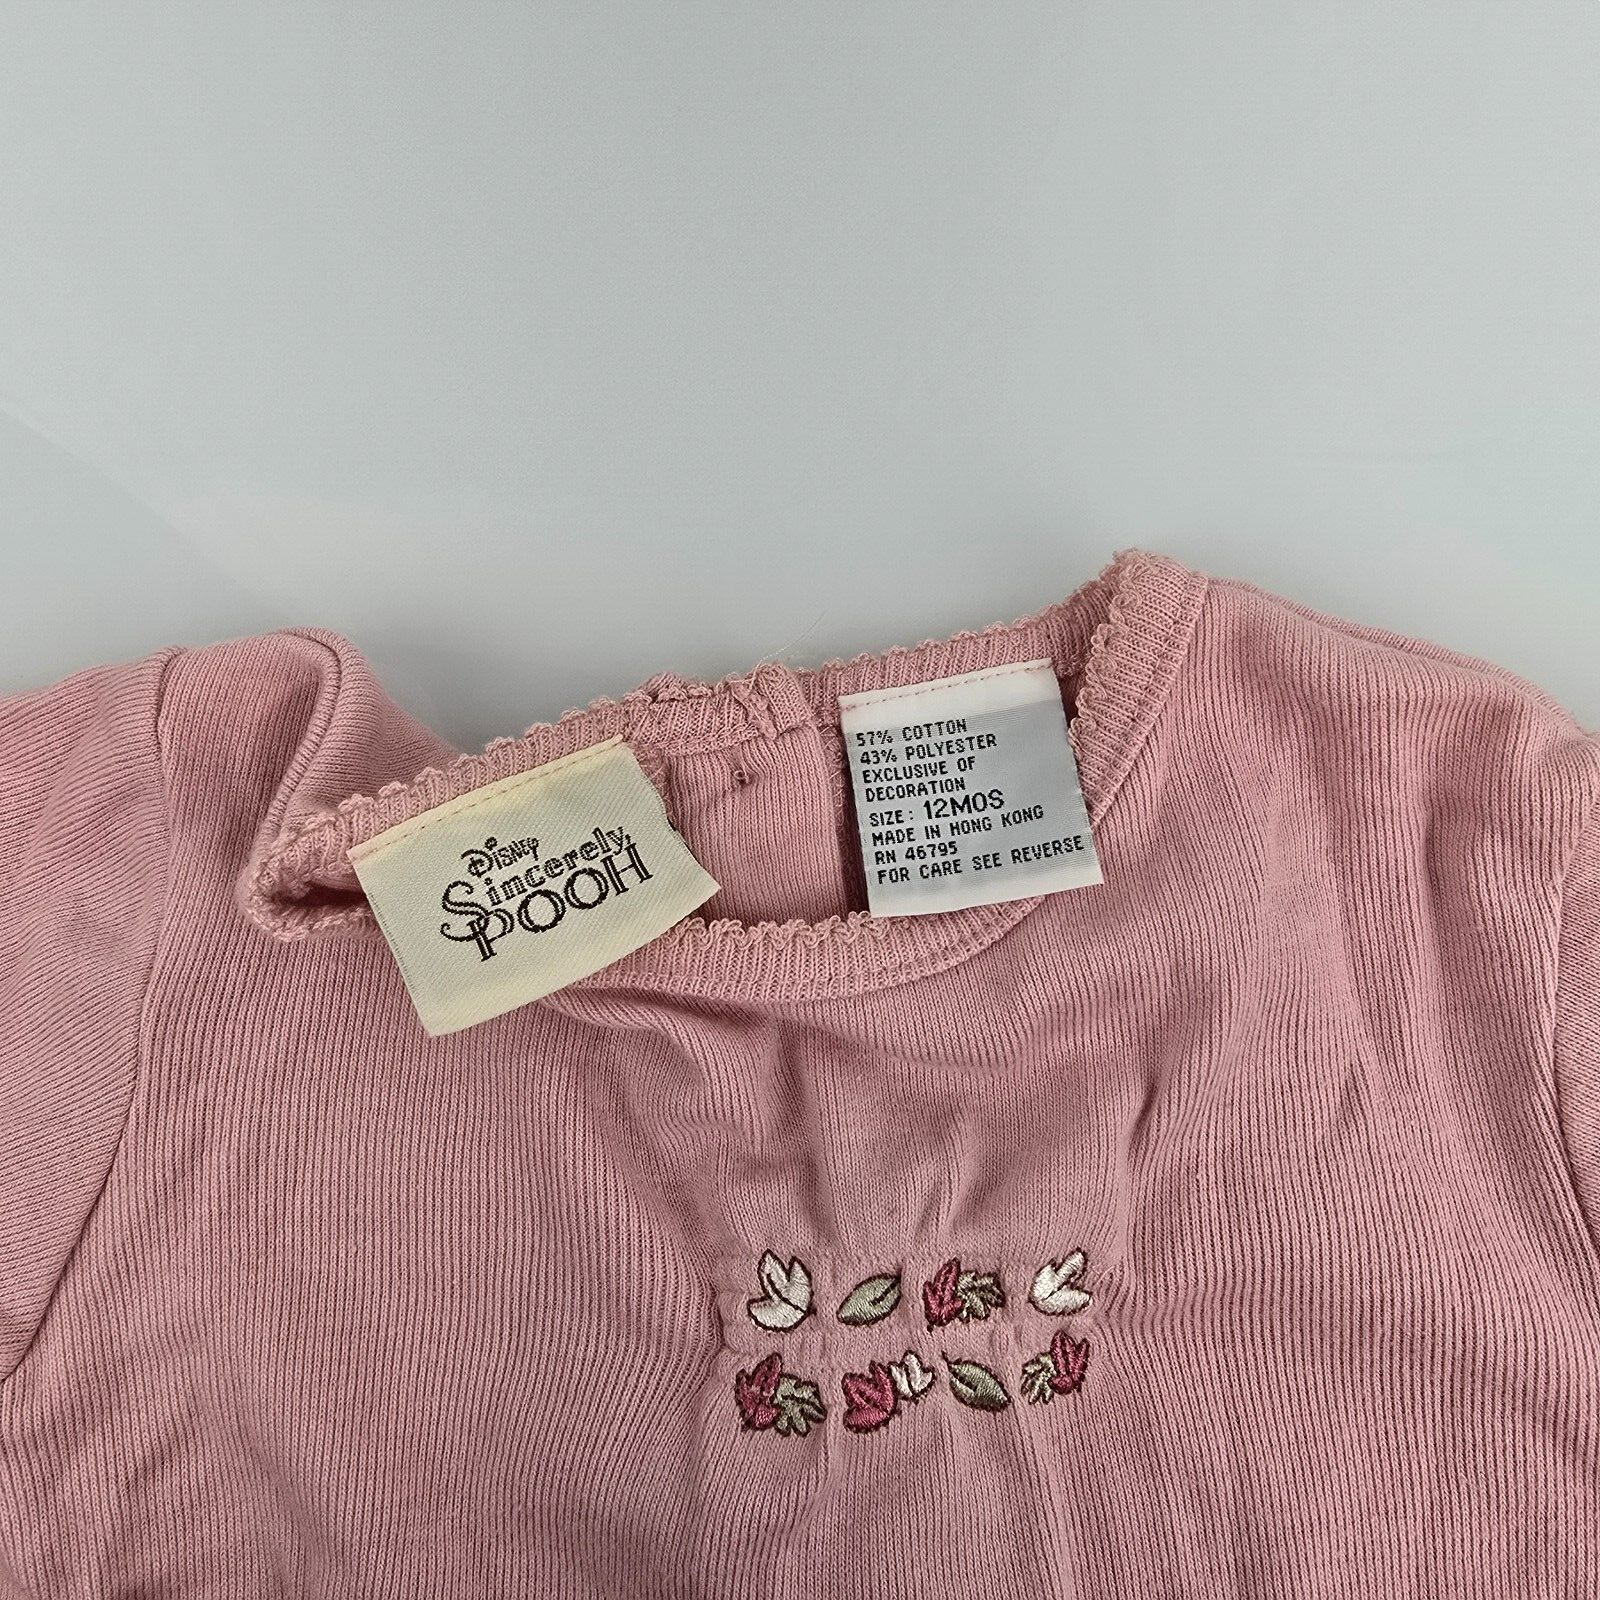 Disney
Sincerely,
POOH
57% COTTON
43% POLYESTER
EXCLUSIVE OF
DECORATION
SIZE: 12MOS
MADE IN HONG KONG
RN 46795
FOR CARE SEE REVERSE